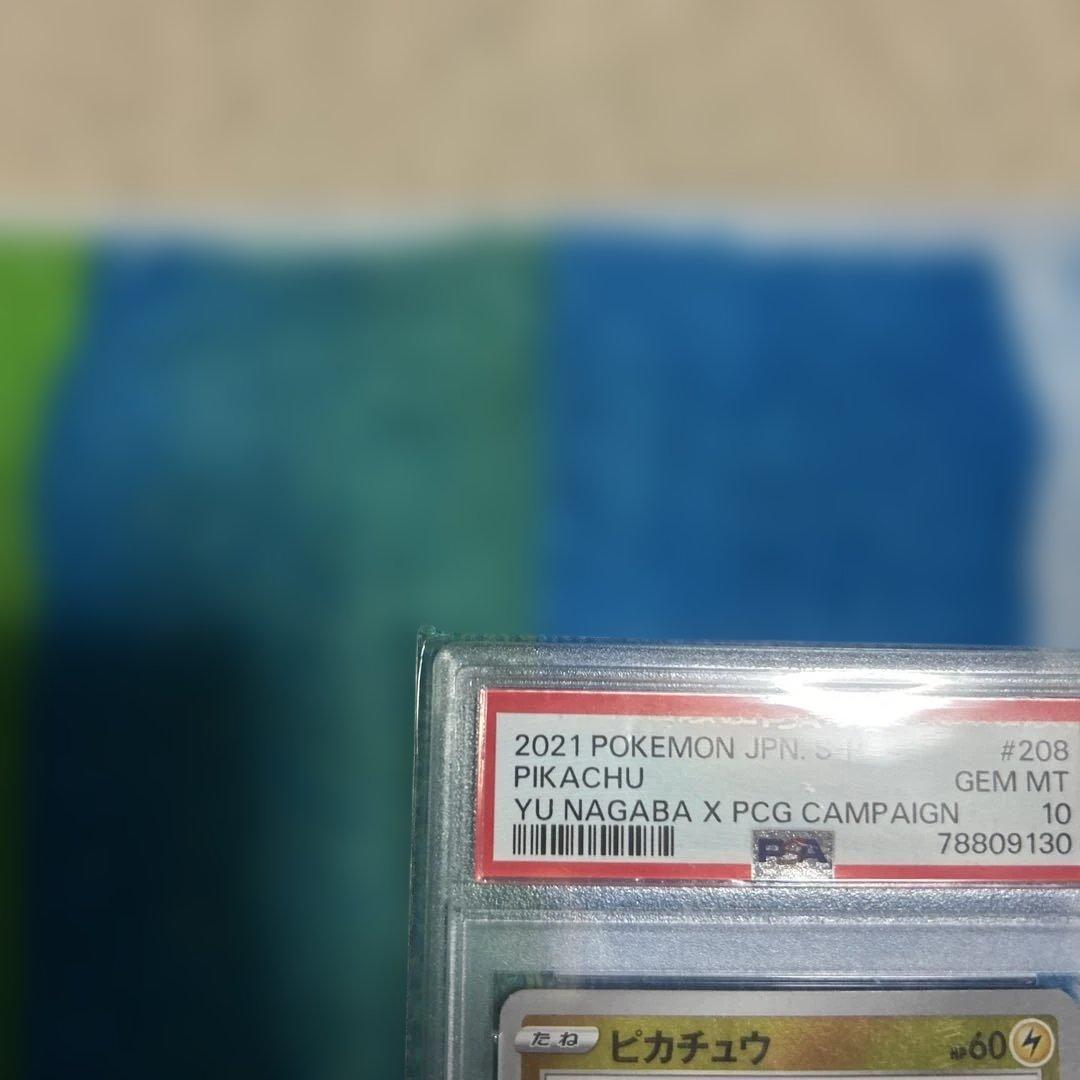 2021 POKEMON JPN. S
#208
PIKACHU
GEM MT
YU NAGABA X PCG CAMPAIGN
10
PSA
78809130
たね ピカチュウ HP60